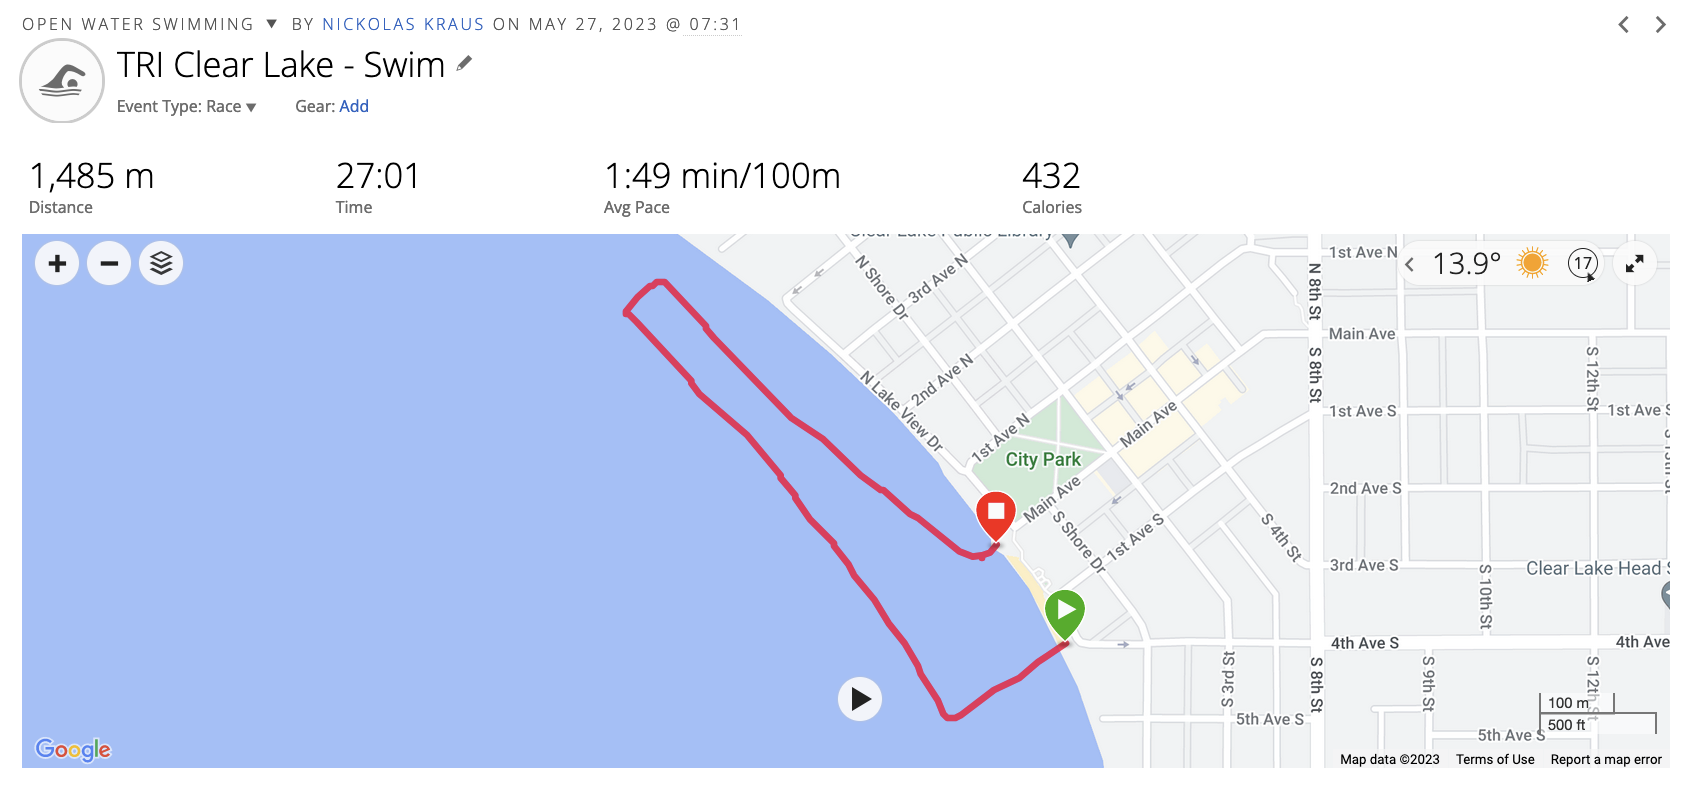 OPEN WATER SWIMMING ▼ BY NICKOLAS KRAUS ON MAY 27, 2023 @ 07:31
TRI Clear Lake - Swim
Event Type: Race ▼ Gear: Add
1,485 m
Distance
27:01
Time
1:49 min/100m
Avg Pace
432
Calories
Clear Lake Public Library
N Shore Dr
3rd Ave N
2nd Ave N
N Lake View Dr
1st Ave N
City Park
Main Ave
Main Ave
S Shore Dr
1st Ave S
S 4th St
N 8th St
S 8th St
1st Ave N
13.9°
17
Main Ave
S 12th St
1st Ave S
1st Ave S
2nd Ave S
3rd Ave S
S 10th St
Clear Lake Head S
4th Ave S
4th Ave
S 3rd St
S 8th St
S 9th St
S 12th S
5th Ave S
5th Ave S
100 m
500 ft
Google
Map data ©2023 Terms of Use Report a map error